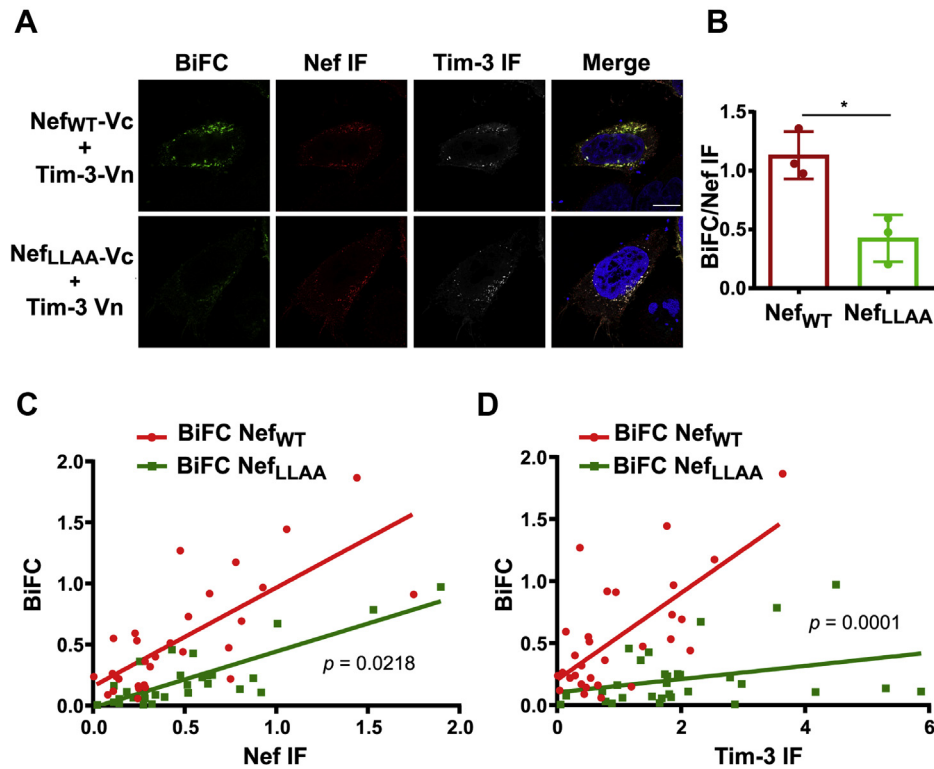 A
BiFC Nef IF Tim-3 IF Merge
NefWT-Vc
+
Tim-3-Vn
NefLLAA-Vc
+
Tim-3 Vn
B
*
BiFC/Nef IF
1.5
1.0
0.5
0.0
NefWT NefLLAA
C
BiFC NefWT
BiFC NefLLAA
BiFC
2.0
1.5
1.0
0.5
0.0
p = 0.0218
0.0 0.5 1.0 1.5 2.0
Nef IF
D
BiFC NefWT
BiFC NefLLAA
BiFC
2.0
1.5
1.0
0.5
0.0
p = 0.0001
0 2 4 6
Tim-3 IF